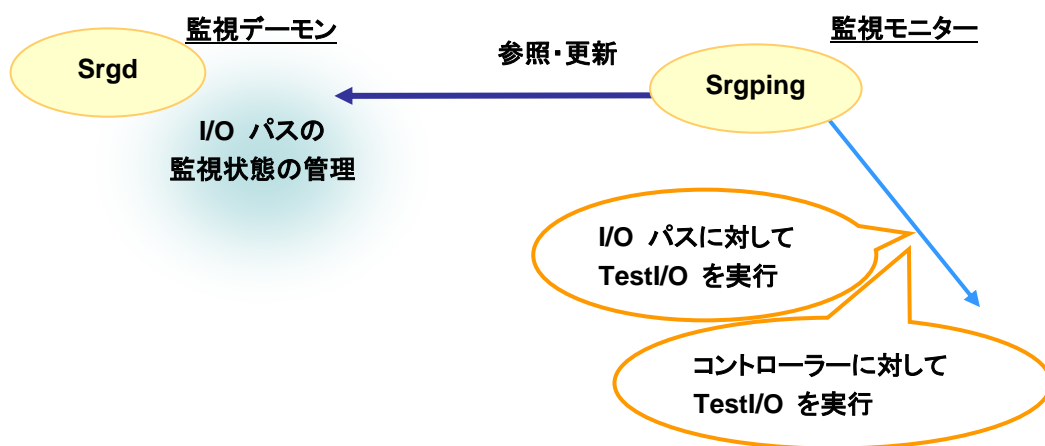 監視デーモン
Srgd
I/O パスの
監視状態の管理
参照・更新
監視モニター
Srgping
I/O パスに対して
TestI/O を実行
コントローラーに対して
TestI/O を実行